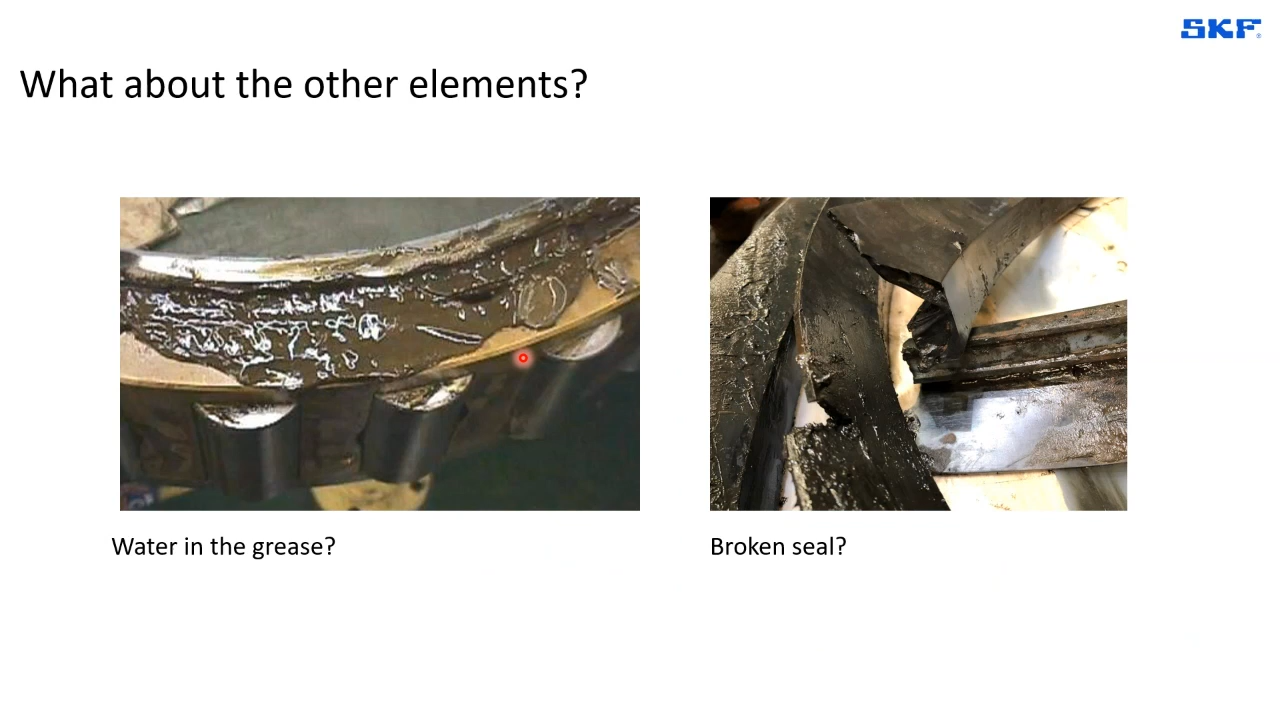 SKF®
What about the other elements?
Water in the grease?
Broken seal?